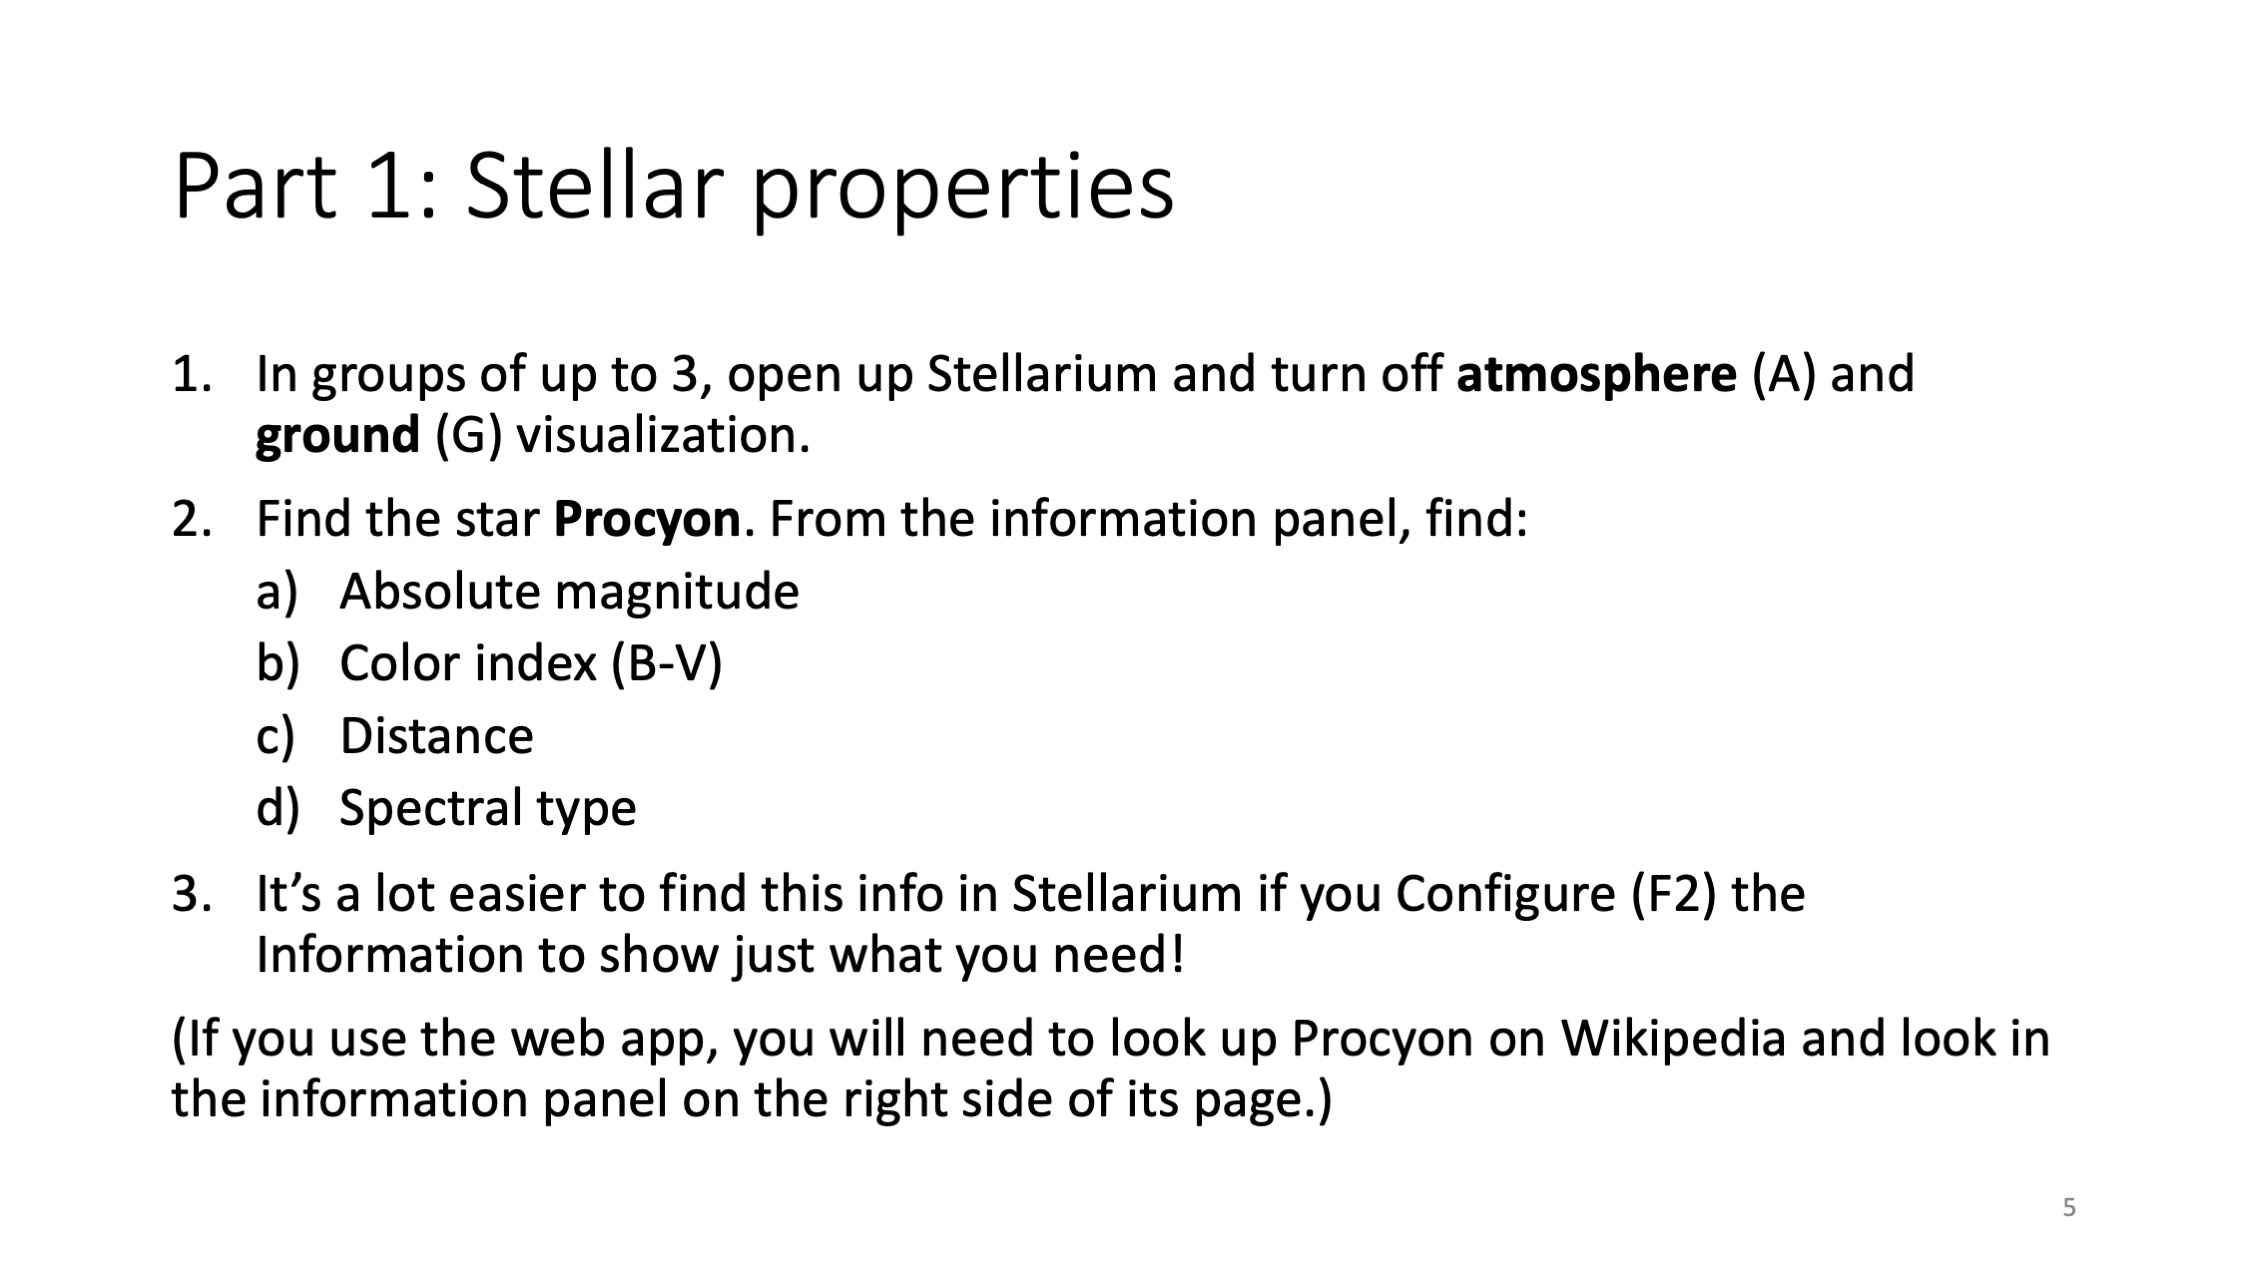 Part 1: Stellar properties
1. In groups of up to 3, open up Stellarium and turn off atmosphere (A) and
ground (G) visualization.
2. Find the star Procyon. From the information panel, find:
a) Absolute magnitude
b) Color index (B-V)
c) Distance
d) Spectral type
3. It’s a lot easier to find this info in Stellarium if you Configure (F2) the
Information to show just what you need!
(If you use the web app, you will need to look up Procyon on Wikipedia and look in
the information panel on the right side of its page.)
5